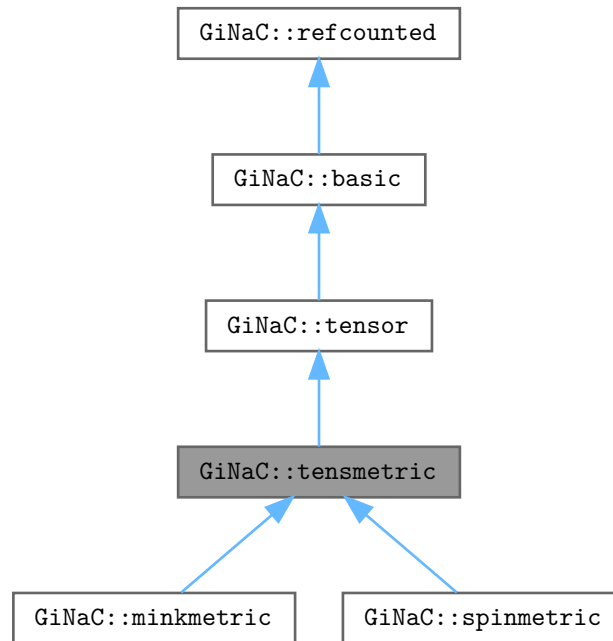 GiNaC::refcounted
GiNaC::basic
GiNaC::tensor
GiNaC::tensmetric
GiNaC::minkmetric
GiNaC::spinmetric